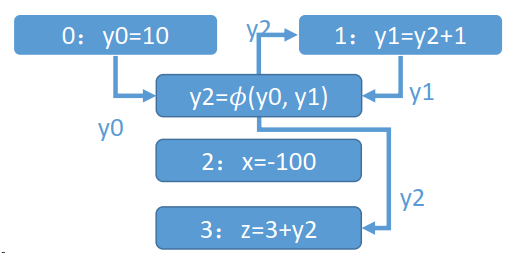 0：y0=10
y2
1：y1=y2+1
y2=ϕ(y0, y1)
y1
y0
2：x=-100
y2
3：z=3+y2